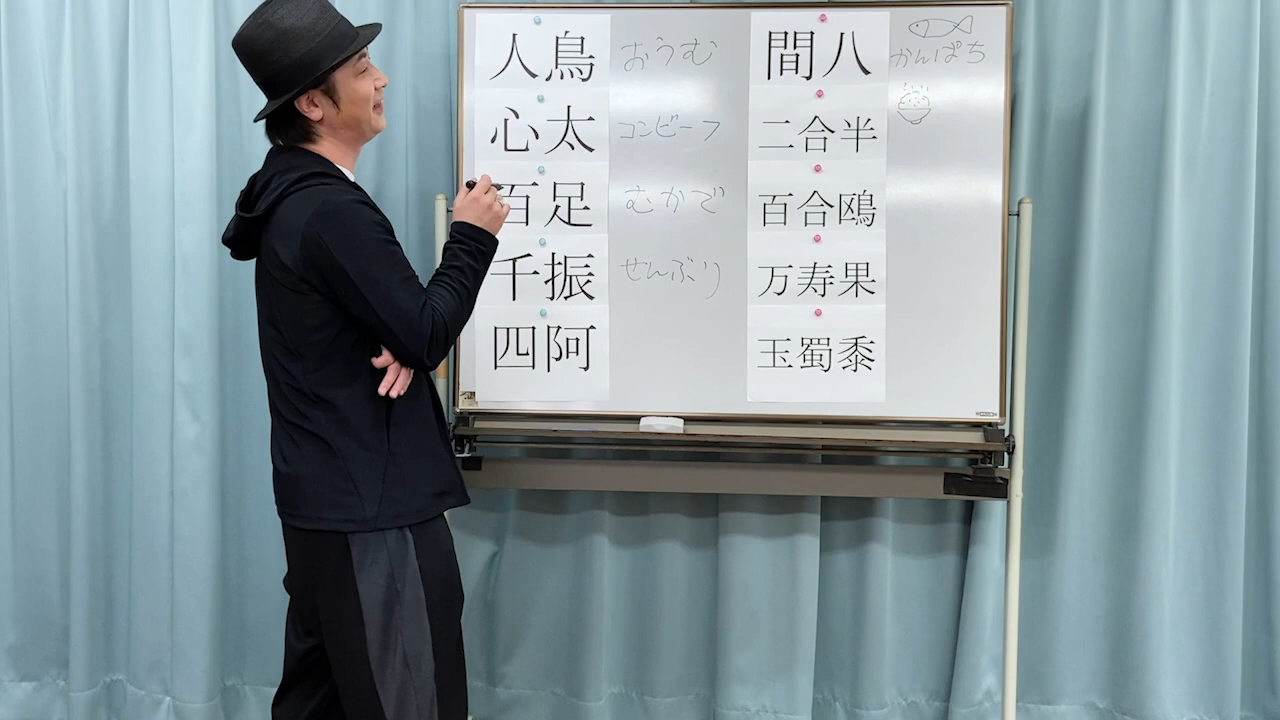 人鳥 おうむ
心太 コンビーフ
百足 むかで
千振 せんぶり
四阿
間八 かんぱち
二合半
百合鴎
万寿果
玉蜀黍